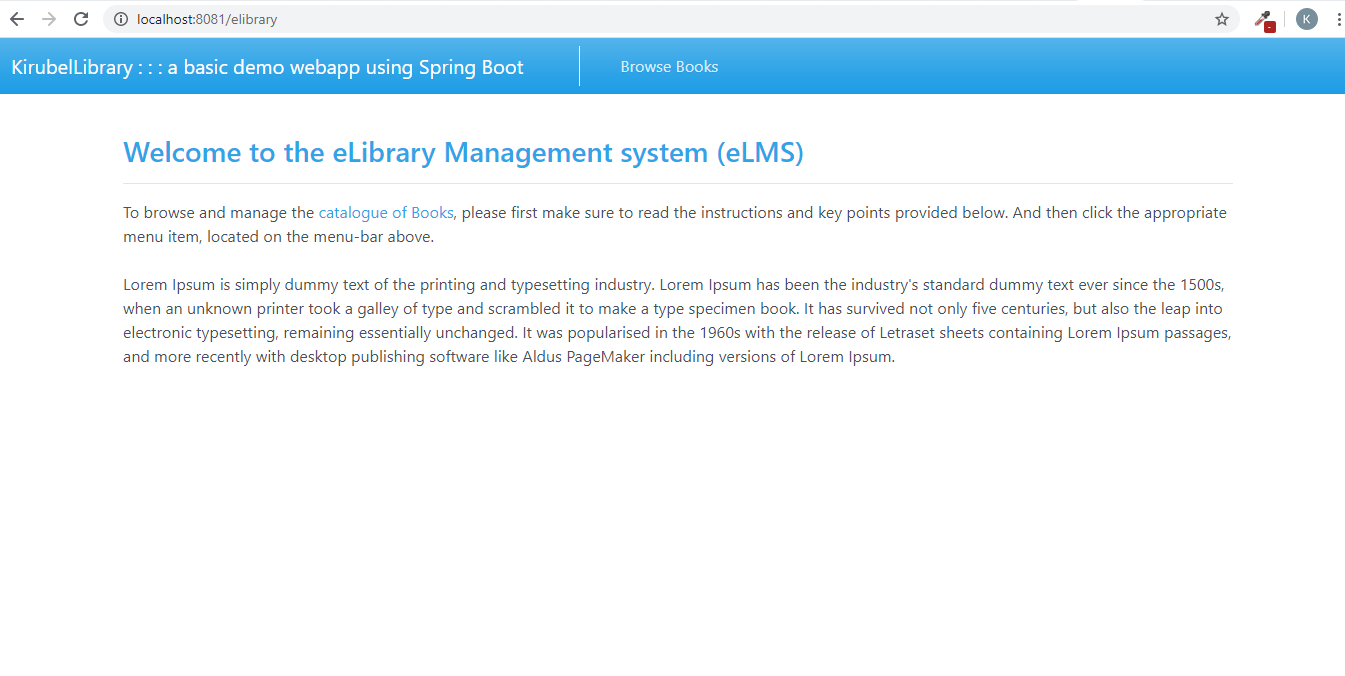 localhost:8081/elibrary
K
KirubelLibrary : : : a basic demo webapp using Spring Boot
Browse Books
Welcome to the eLibrary Management system (eLMS)
To browse and manage the catalogue of Books, please first make sure to read the instructions and key points provided below. And then click the appropriate
menu item, located on the menu-bar above.
Lorem Ipsum is simply dummy text of the printing and typesetting industry. Lorem Ipsum has been the industry's standard dummy text ever since the 1500s,
when an unknown printer took a galley of type and scrambled it to make a type specimen book. It has survived not only five centuries, but also the leap into
electronic typesetting, remaining essentially unchanged. It was popularised in the 1960s with the release of Letraset sheets containing Lorem Ipsum passages,
and more recently with desktop publishing software like Aldus PageMaker including versions of Lorem Ipsum.